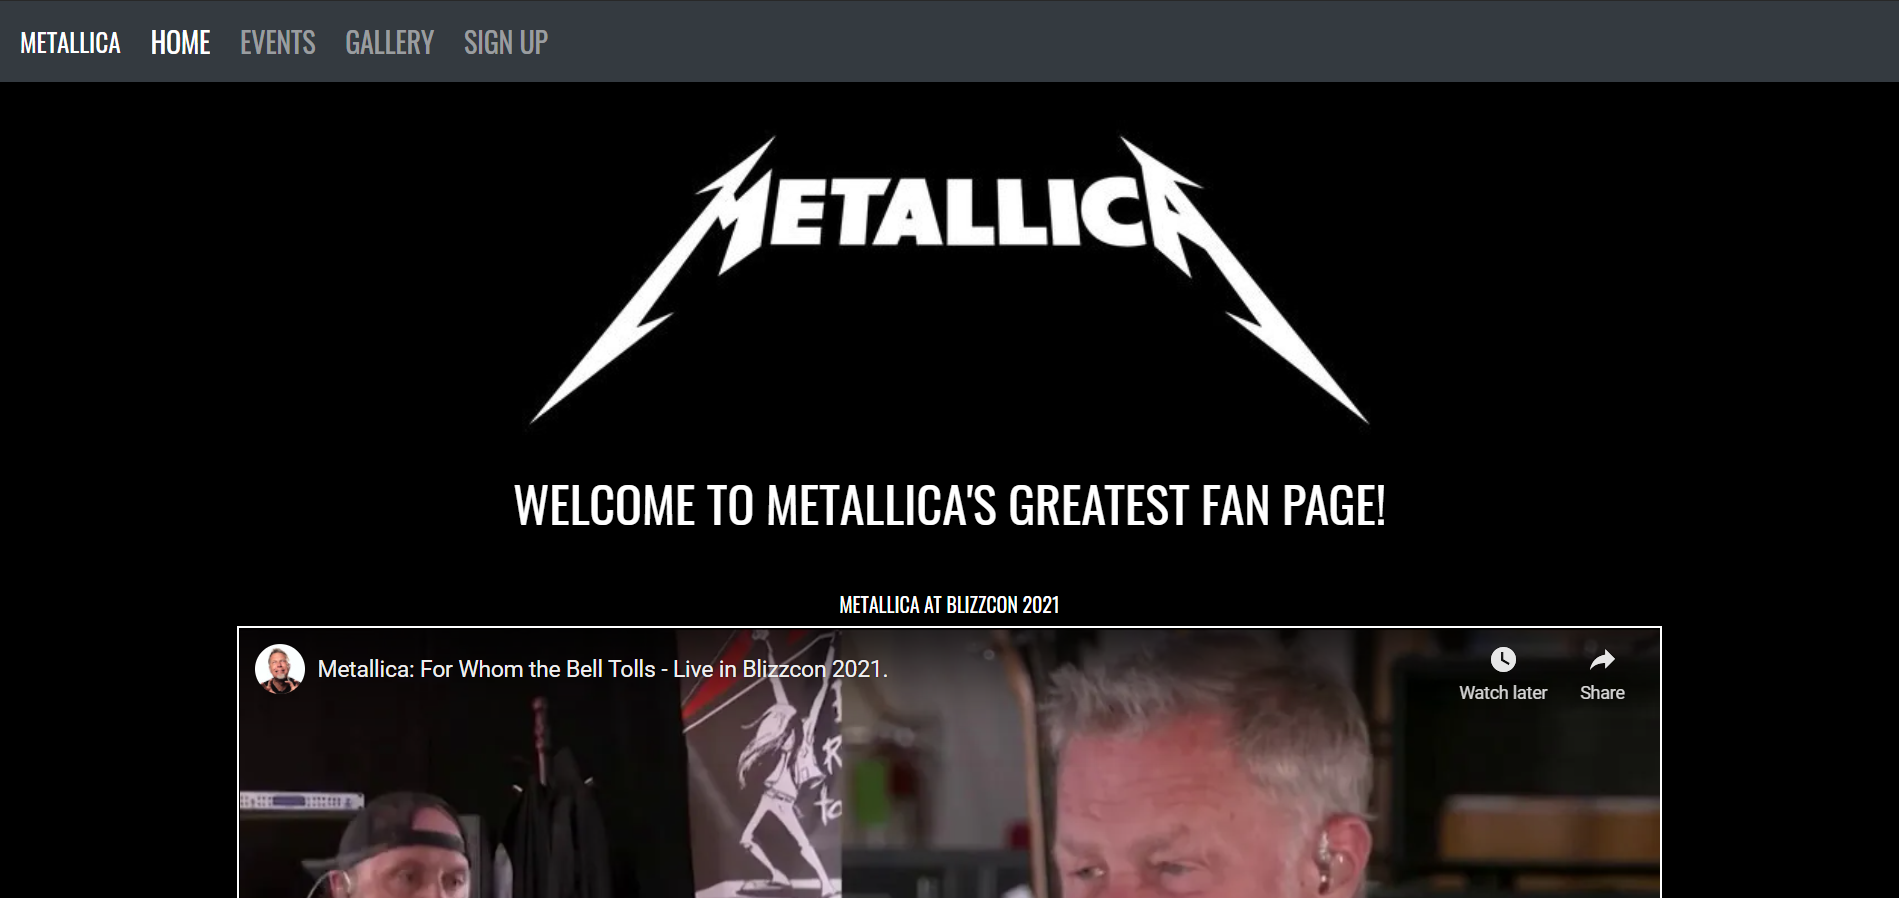 METALLICA HOME EVENTS GALLERY SIGN UP
METALLICA
WELCOME TO METALLICA'S GREATEST FAN PAGE!
METALLICA AT BLIZZCON 2021
Metallica: For Whom the Bell Tolls - Live in Blizzcon 2021.
Watch later Share
to